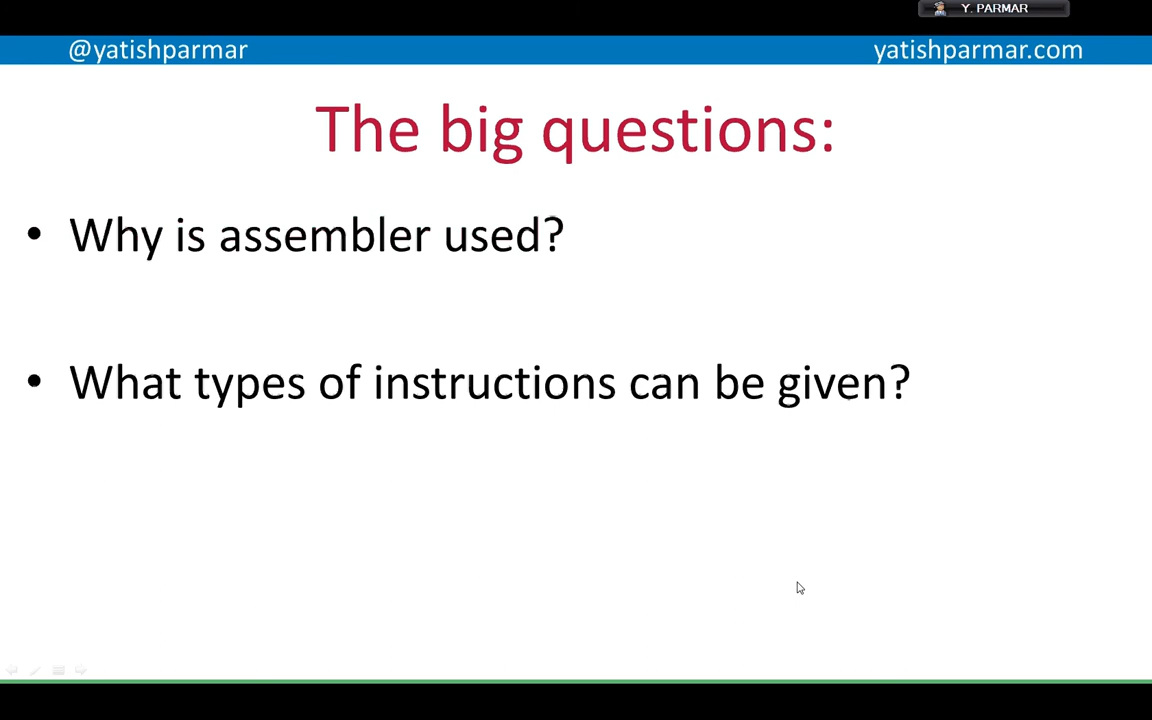 Y. PARMAR
@yatishparmar yatishparmar.com
The big questions:
• Why is assembler used?
• What types of instructions can be given?